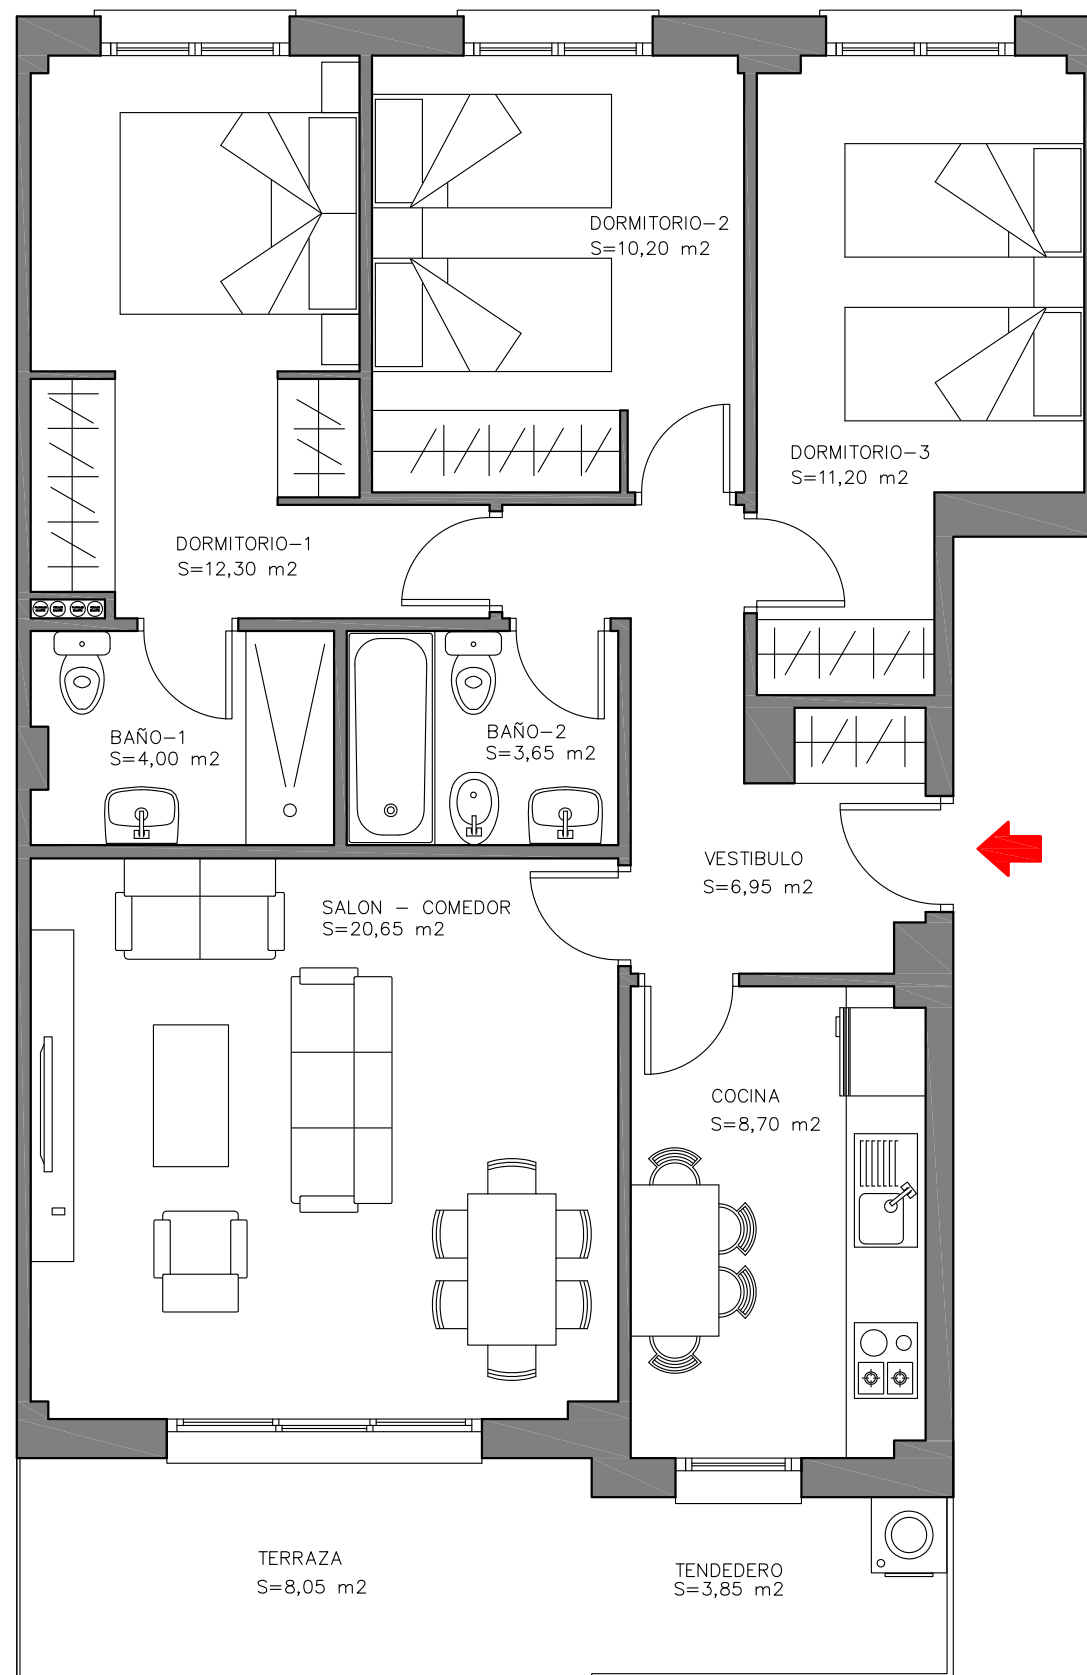 DORMITORIO-2
S=10,20 m2
DORMITORIO-3
S=11,20 m2
DORMITORIO-1
S=12,30 m2
BAÑO-1
S=4,00 m2
BAÑO-2
S=3,65 m2
VESTIBULO
S=6,95 m2
SALON - COMEDOR
S=20,65 m2
COCINA
S=8,70 m2
TERRAZA
S=8,05 m2
TENDEDERO
S=3,85 m2